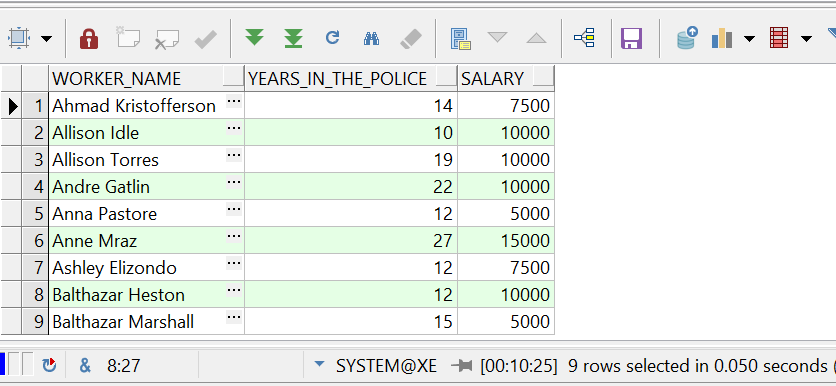 WORKER_NAME YEARS_IN_THE_POLICE SALARY
1 Ahmad Kristofferson ... 14 7500
2 Allison Idle ... 10 10000
3 Allison Torres ... 19 10000
4 Andre Gatlin ... 22 10000
5 Anna Pastore ... 12 5000
6 Anne Mraz ... 27 15000
7 Ashley Elizondo ... 12 7500
8 Balthazar Heston ... 12 10000
9 Balthazar Marshall ... 15 5000
& 8:27 SYSTEM@XE [00:10:25] 9 rows selected in 0.050 seconds (